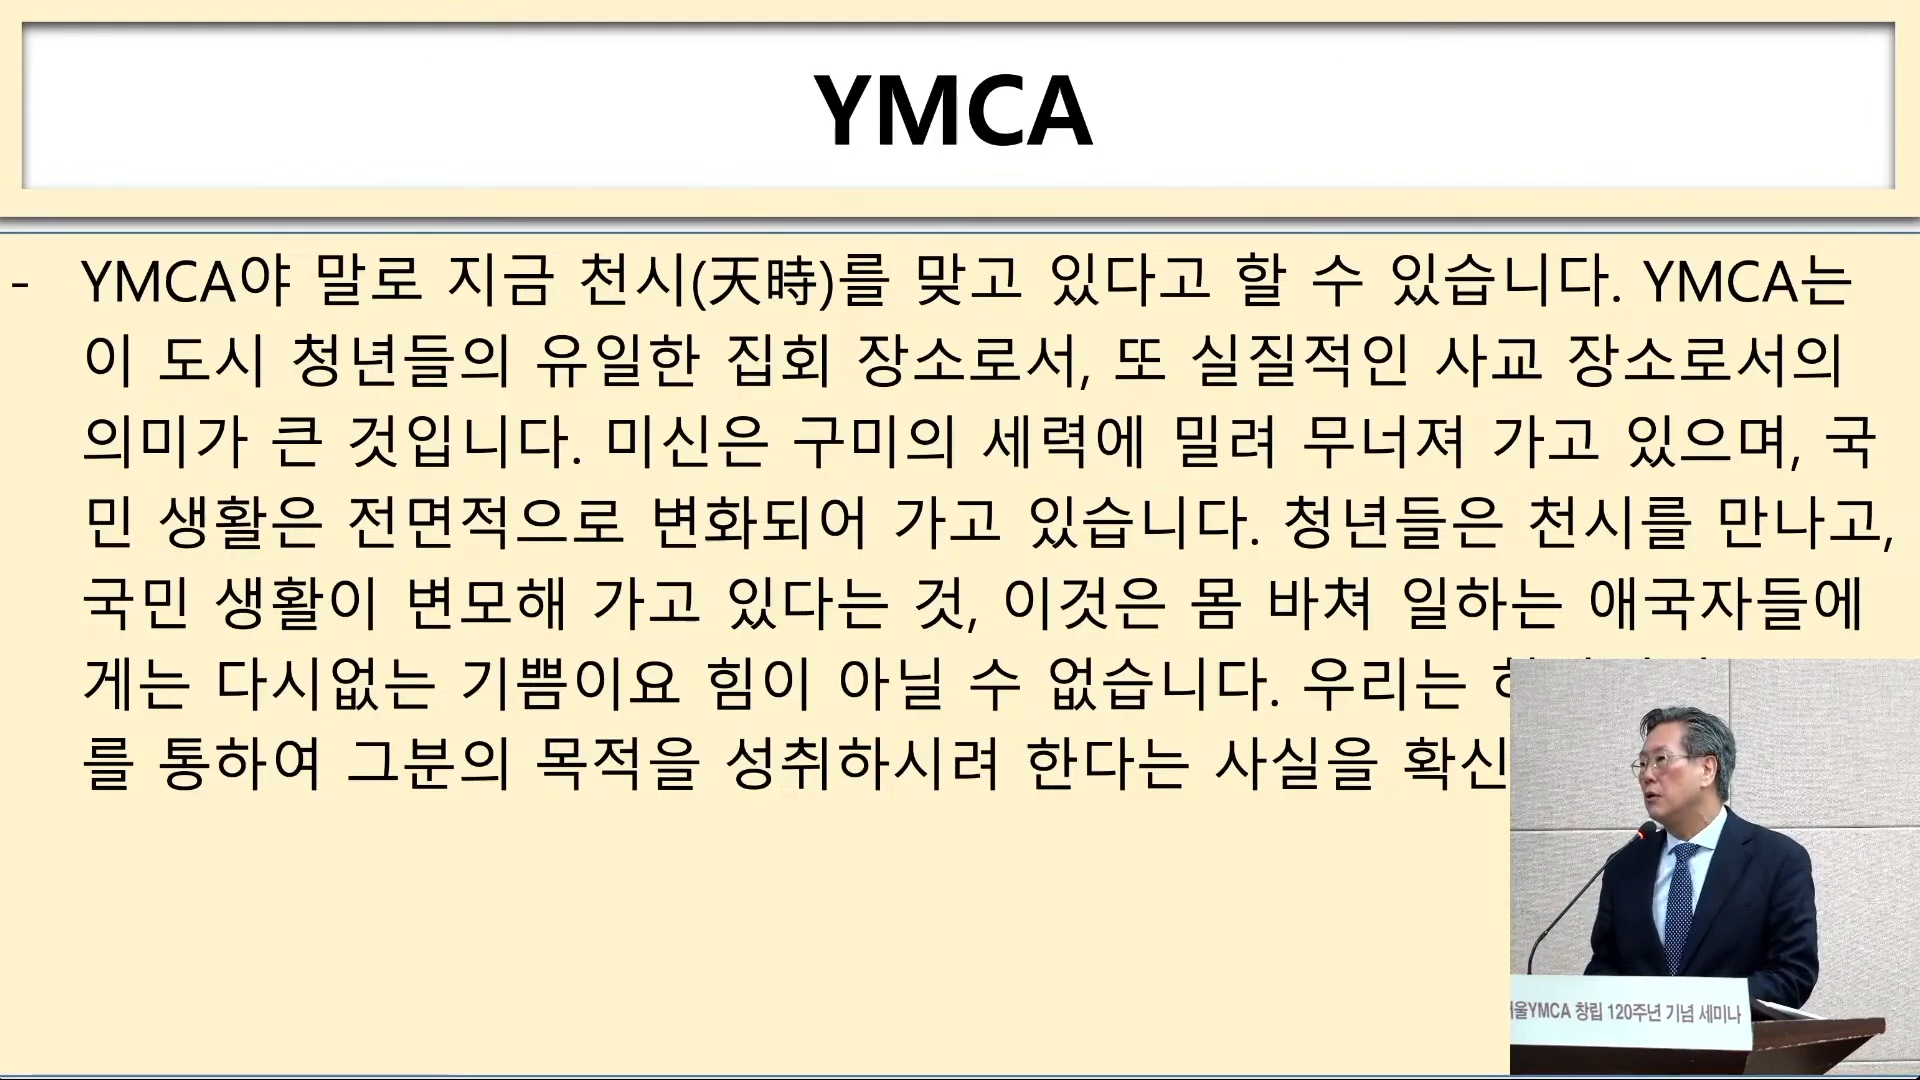 YMCA
- YMCA야 말로 지금 천시(天時)를 맞고 있다고 할 수 있습니다. YMCA는
이 도시 청년들의 유일한 집회 장소로서, 또 실질적인 사교 장소로서의
의미가 큰 것입니다. 미신은 구미의 세력에 밀려 무너져 가고 있으며, 국
민 생활은 전면적으로 변화되어 가고 있습니다. 청년들은 천시를 만나고,
국민 생활이 변모해 가고 있다는 것, 이것은 몸 바쳐 일하는 애국자들에
게는 다시없는 기쁨이요 힘이 아닐 수 없습니다. 우리는
를 통하여 그분의 목적을 성취하시려 한다는 사실을 확신
울YMCA 창립 120주년 기념 세미나